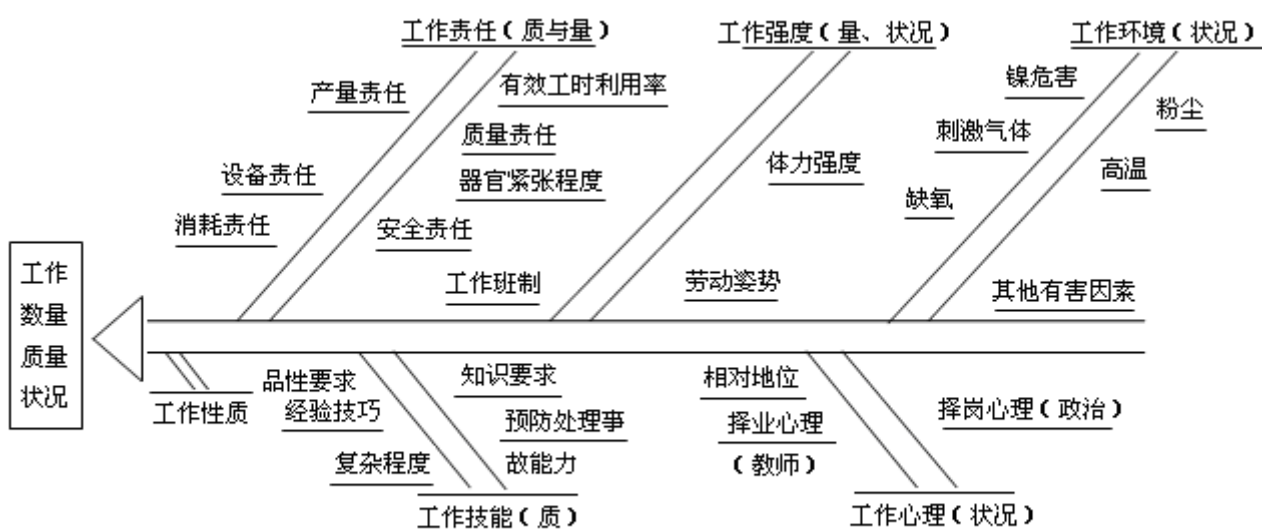 工作责任(质与量)
工作强度(量、状况)
工作环境(状况)
产量责任
有效工时利用率
镍危害
粉尘
质量责任
刺激气体
设备责任
器官紧张程度
体力强度
高温
消耗责任
安全责任
缺氧
工作班制
劳动姿势
其他有害因素
工作
数量
质量
状况
工作性质
品性要求
经验技巧
知识要求
预防处理事
故能力
复杂程度
工作技能(质)
相对地位
择业心理
(教师)
择岗心理(政治)
工作心理(状况)